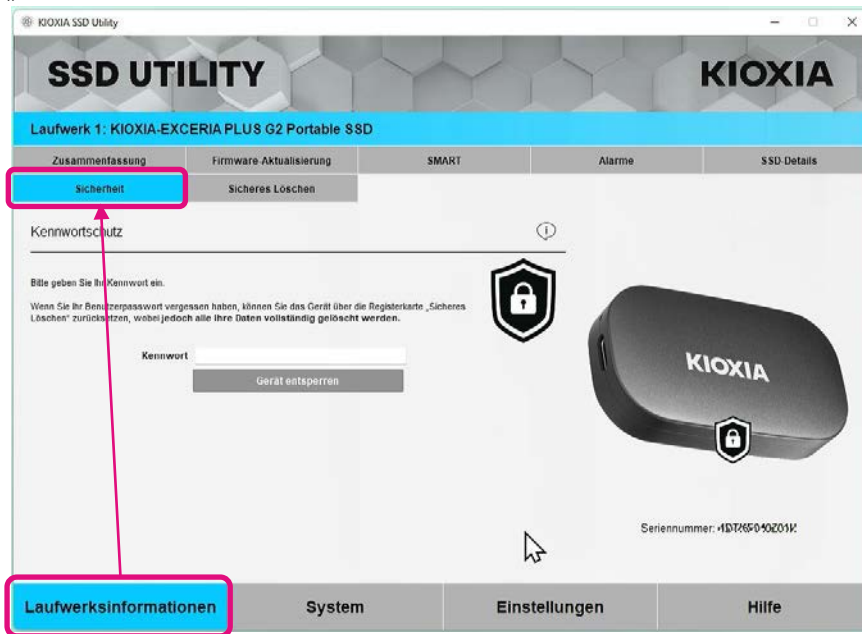 KIOXIA SSD Utility
SSD UTILITY
KIOXIA
Laufwerk 1: KIOXIA-EXCERIA PLUS G2 Portable SSD
Zusammenfassung Firmware-Aktualisierung SMART Alarme SSD-Details
Sicherheit Sicheres Löschen
Kennwortschutz
Bitte geben Sie Ihr Kennwort ein.
Wenn Sie Ihr Benutzerpasswort vergessen haben, können Sie das Gerät über die Registerkarte „Sicheres
Löschen“ zurücksetzen, wobei jedoch alle Ihre Daten vollständig gelöscht werden.
Kennwort
Gerät entsperren
KIOXIA
Seriennummer:
Laufwerksinformationen System Einstellungen Hilfe